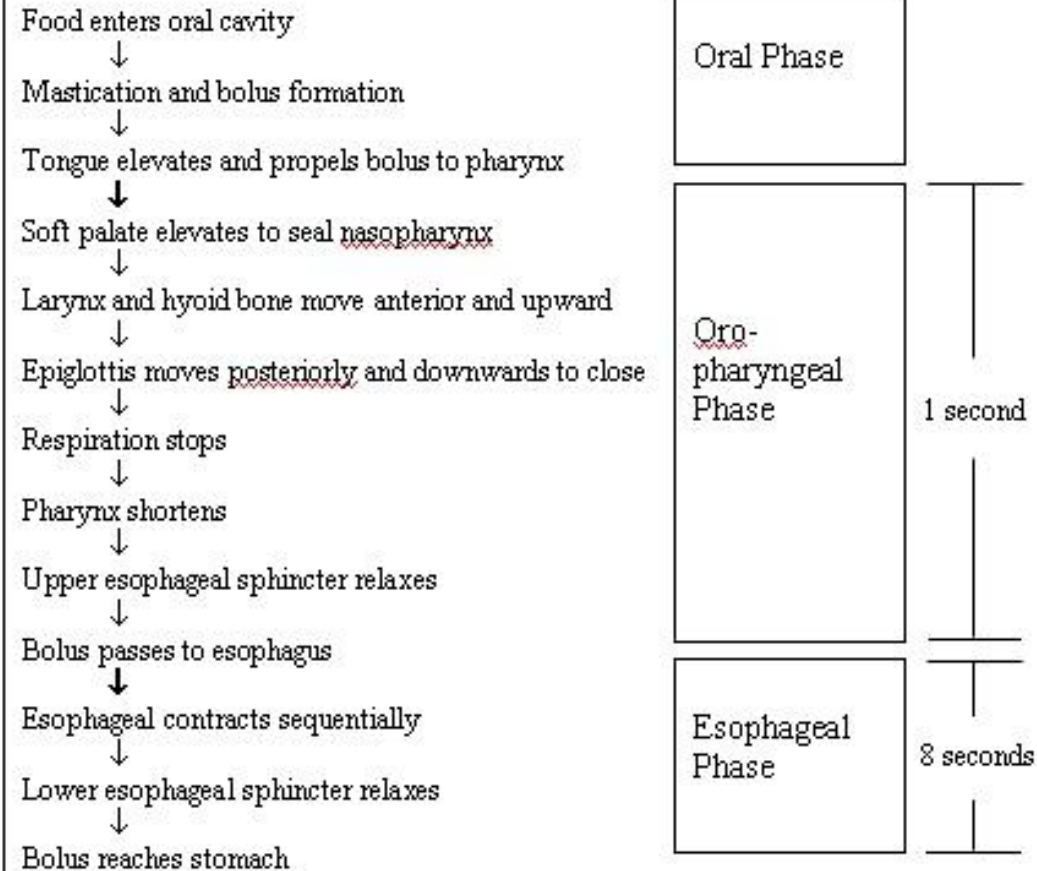 Food enters oral cavity
Mastication and bolus formation
Tongue elevates and propels bolus to pharynx
Soft palate elevates to seal nasopharynx
Larynx and hyoid bone move anterior and upward
Epiglottis moves posteriorly and downwards to close
Respiration stops
Pharynx shortens
Upper esophageal sphincter relaxes
Bolus passes to esophagus
Esophageal contracts sequentially
Lower esophageal sphincter relaxes
Bolus reaches stomach
Oral Phase
Oro-
pharyngeal
Phase
1 second
Esophageal
Phase
8 seconds